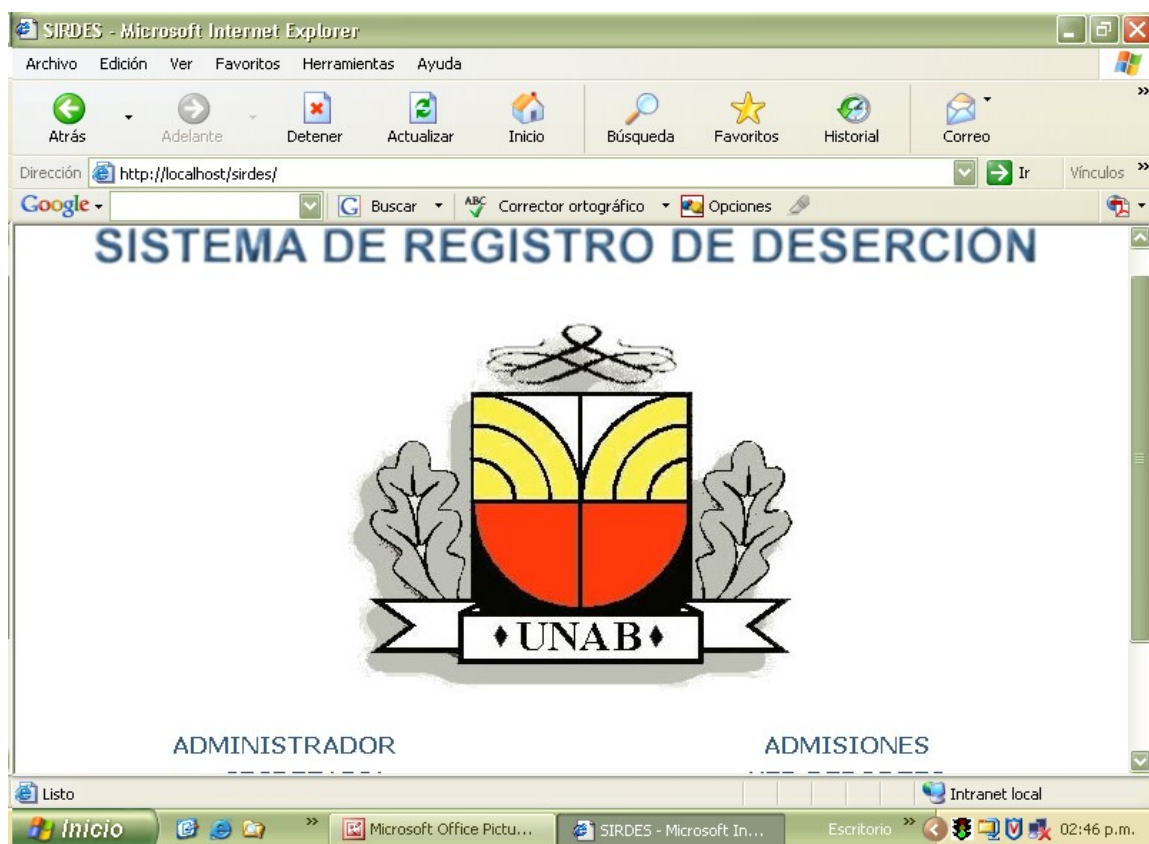 SIRDES - Microsoft Internet Explorer
Archivo Edición Ver Favoritos Herramientas Ayuda
Atrás Adelante Detener Actualizar Inicio Búsqueda Favoritos Historial Correo
Dirección http://localhost/sirdes/ Ir Vínculos
Google Buscar ABC Corrector ortográfico Opciones
SISTEMA DE REGISTRO DE DESERCION
UNAB
ADMINISTRADOR ADMISIONES
Listo Intranet local
Inicio Microsoft Office Pictu... SIRDES - Microsoft In... Escritorio 02:46 p.m.